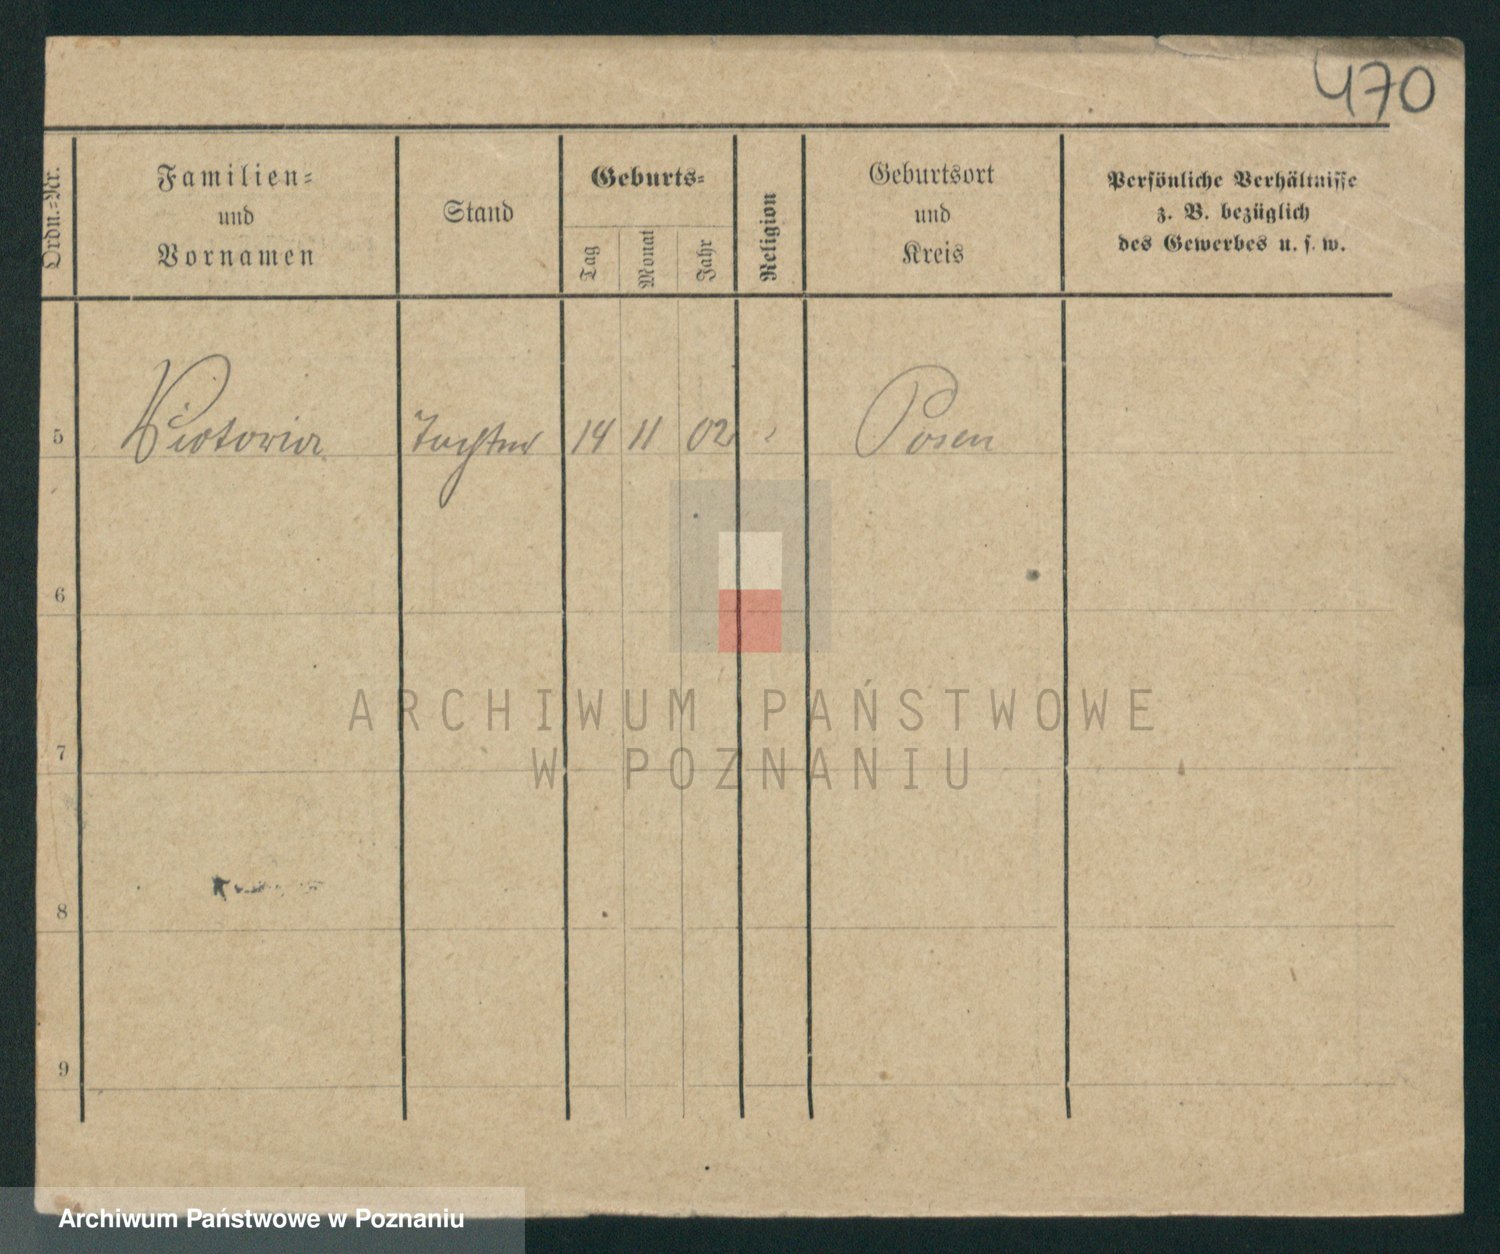 470
Ordn.=Nr.
Familien=
und
Vornamen
Stand
Geburts=
Tag
Monat
Jahr
Religion
Geburtsort
und
Kreis
Persönliche Verhältnisse
z. B. bezüglich
des Gewerbes u. s. w.
5 Victoria Tochter 14 11 02 Posen
6
7
8
9
ARCHIWUM PAŃSTWOWE
W POZNANIU
Archiwum Państwowe w Poznaniu